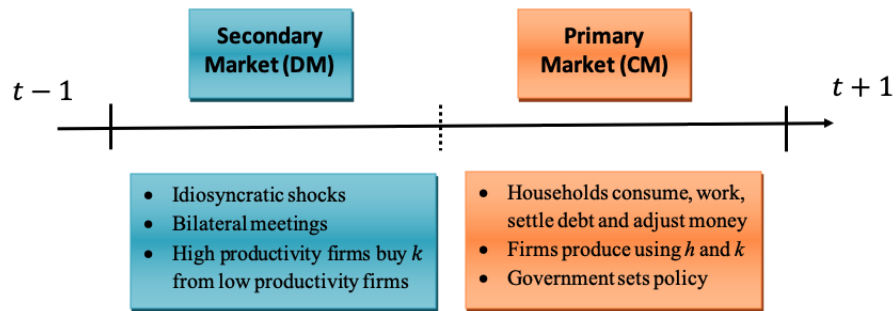 Secondary
Market (DM)
Primary
Market (CM)
t − 1
t + 1
• Idiosyncratic shocks
• Bilateral meetings
• High productivity firms buy k
from low productivity firms
• Households consume, work,
settle debt and adjust money
• Firms produce using h and k
• Government sets policy